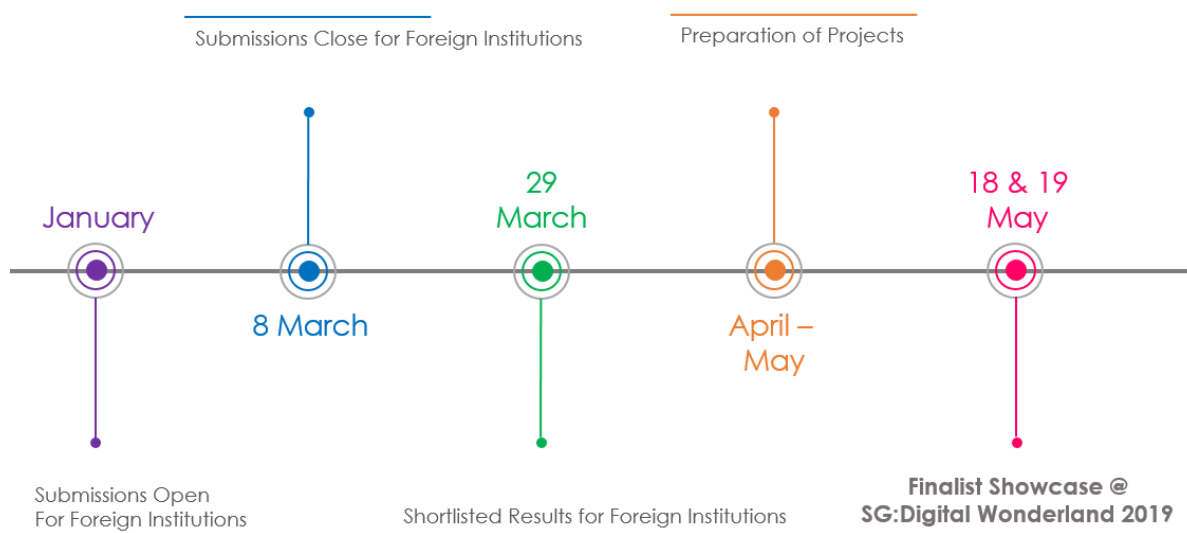 Submissions Close for Foreign Institutions
Preparation of Projects
January
8 March
29
March
April –
May
18 & 19
May
Submissions Open
For Foreign Institutions
Shortlisted Results for Foreign Institutions
Finalist Showcase @
SG:Digital Wonderland 2019